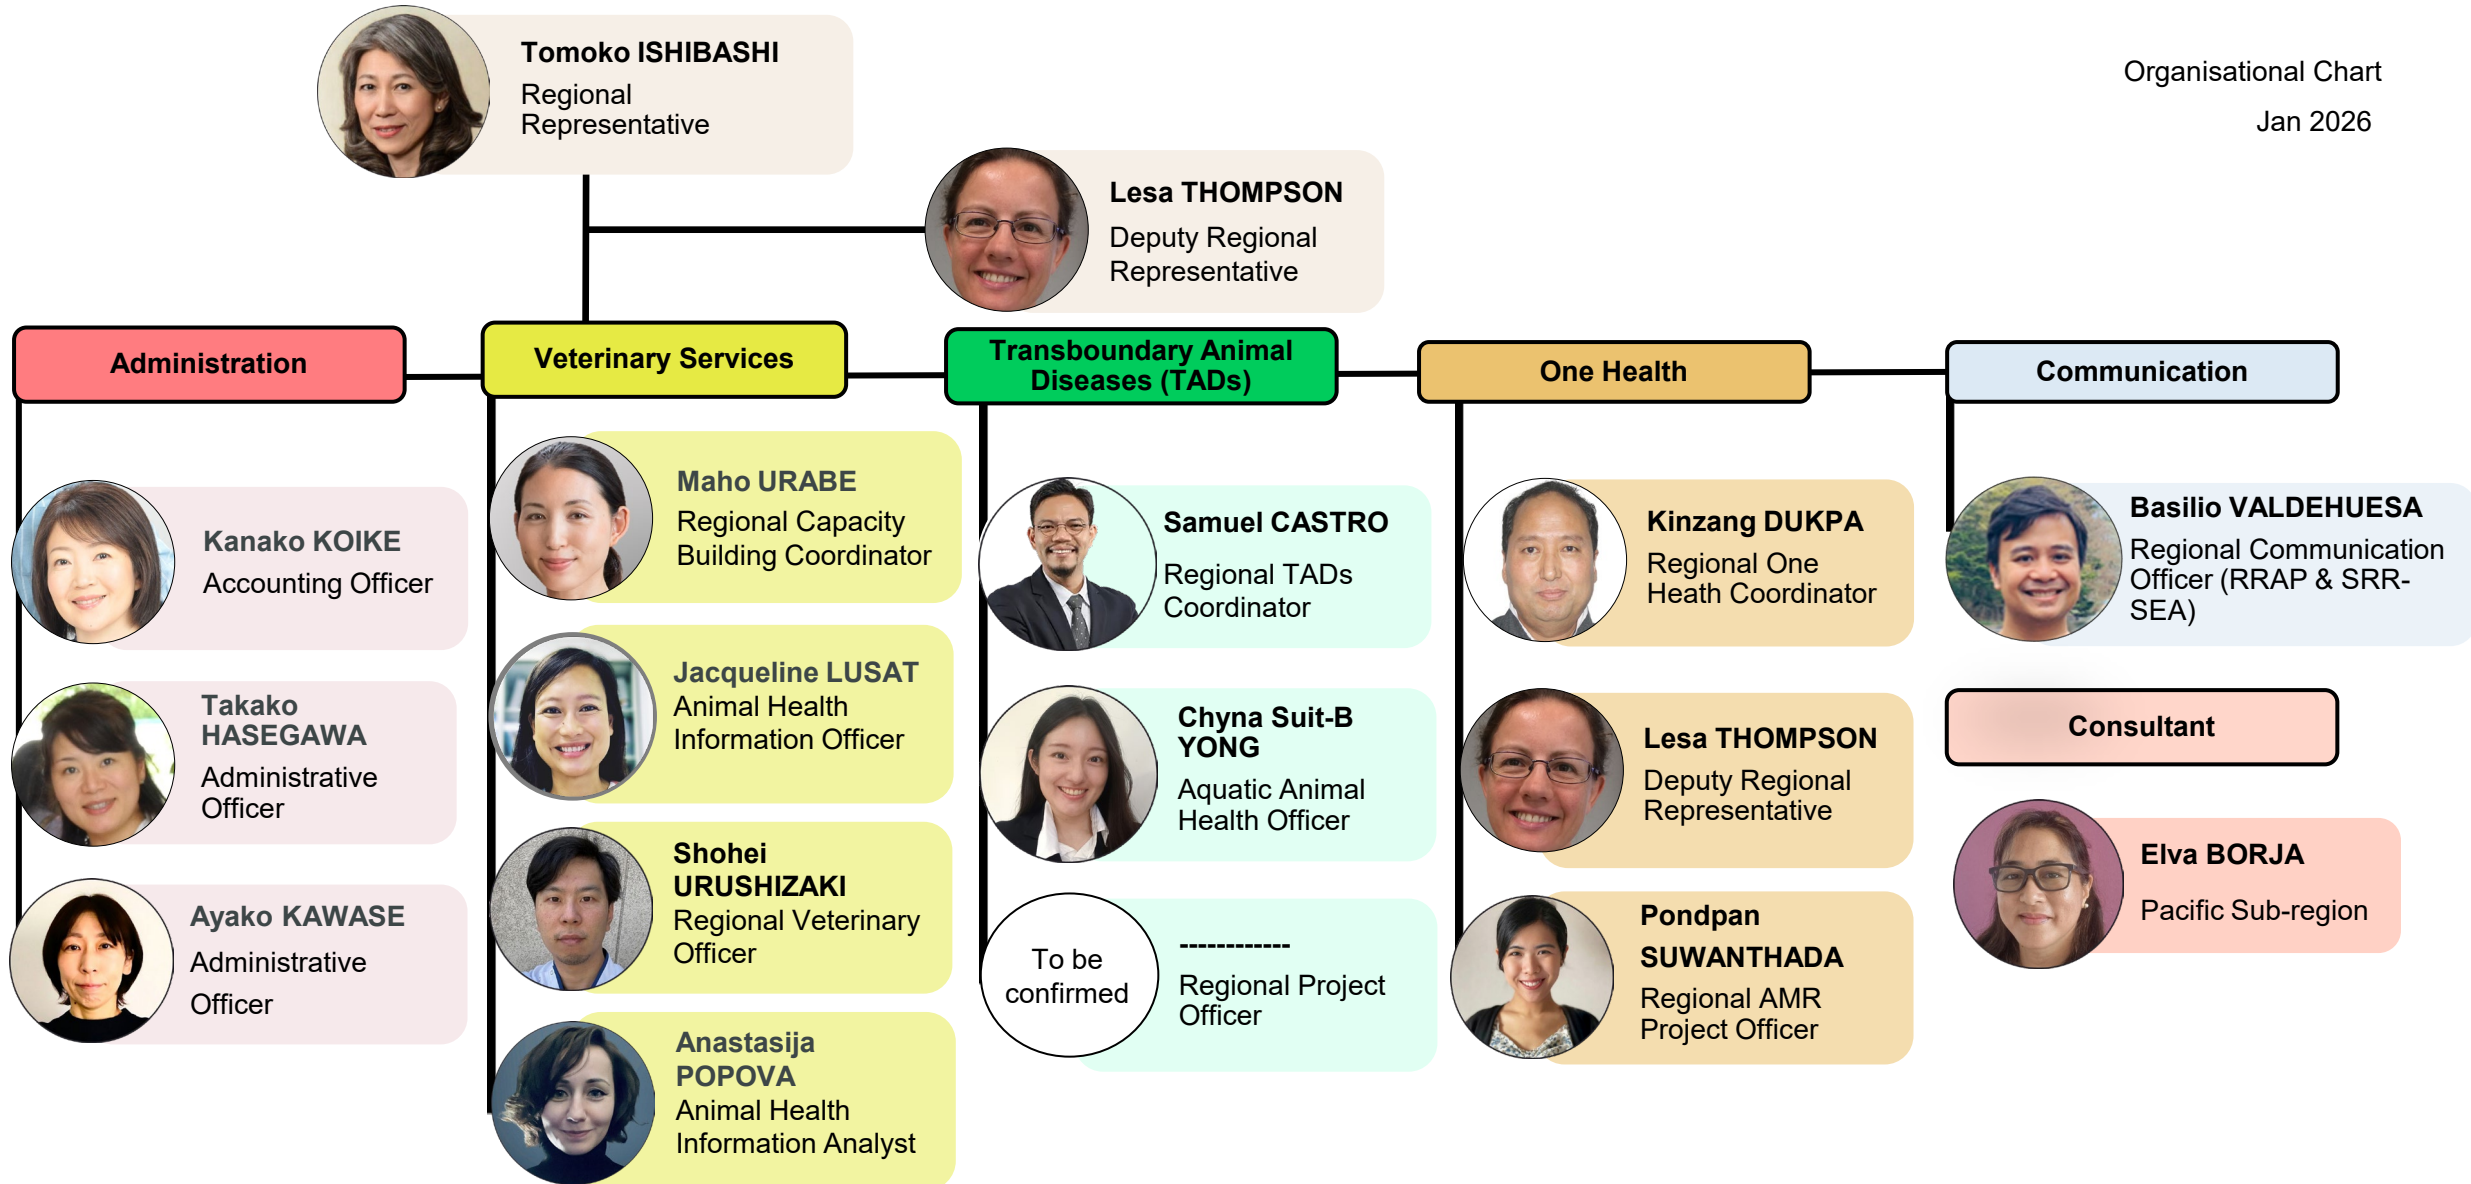 Tomoko ISHIBASHI
Regional
Representative
Organisational Chart
Jan 2026
Lesa THOMPSON
Deputy Regional
Representative
Administration
Kanako KOIKE
Accounting Officer
Takako
HASEGAWA
Administrative
Officer
Ayako KAWASE
Administrative
Officer
Veterinary Services
Maho URABE
Regional Capacity
Building Coordinator
Jacqueline LUSAT
Animal Health
Information Officer
Shohei
URUSHIZAKI
Regional Veterinary
Officer
Anastasija
POPOVA
Animal Health
Information Analyst
Transboundary Animal
Diseases (TADs)
Samuel CASTRO
Regional TADs
Coordinator
Chyna Suit-B
YONG
Aquatic Animal
Health Officer
To be
confirmed
------------
Regional Project
Officer
One Health
Kinzang DUKPA
Regional One
Heath Coordinator
Lesa THOMPSON
Deputy Regional
Representative
Pondpan
SUWANTHADA
Regional AMR
Project Officer
Communication
Basilio VALDEHUESA
Regional Communication
Officer (RRAP & SRR-
SEA)
Consultant
Elva BORJA
Pacific Sub-region